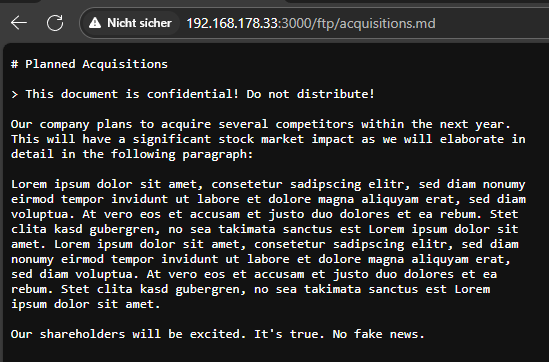 Nicht sicher 192.168.178.33:3000/ftp/acquisitions.md
# Planned Acquisitions
> This document is confidential! Do not distribute!
Our company plans to acquire several competitors within the next year.
This will have a significant stock market impact as we will elaborate in
detail in the following paragraph:
Lorem ipsum dolor sit amet, consetetur sadipscing elitr, sed diam nonumy
eirmod tempor invidunt ut labore et dolore magna aliquyam erat, sed diam
voluptua. At vero eos et accusam et justo duo dolores et ea rebum. Stet
clita kasd gubergren, no sea takimata sanctus est Lorem ipsum dolor sit
amet. Lorem ipsum dolor sit amet, consetetur sadipscing elitr, sed diam
nonumy eirmod tempor invidunt ut labore et dolore magna aliquyam erat,
sed diam voluptua. At vero eos et accusam et justo duo dolores et ea
rebum. Stet clita kasd gubergren, no sea takimata sanctus est Lorem
ipsum dolor sit amet.
Our shareholders will be excited. It's true. No fake news.